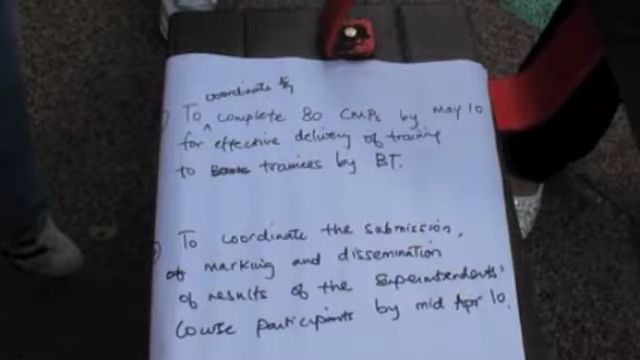 coordinate &
To complete 80 CMPs by May 10
for effective delivery of training
to trainees by BT.
To coordinate the submission,
marking and dissemination
of results of the Superintendents'
Course participants by mid Apr 10.